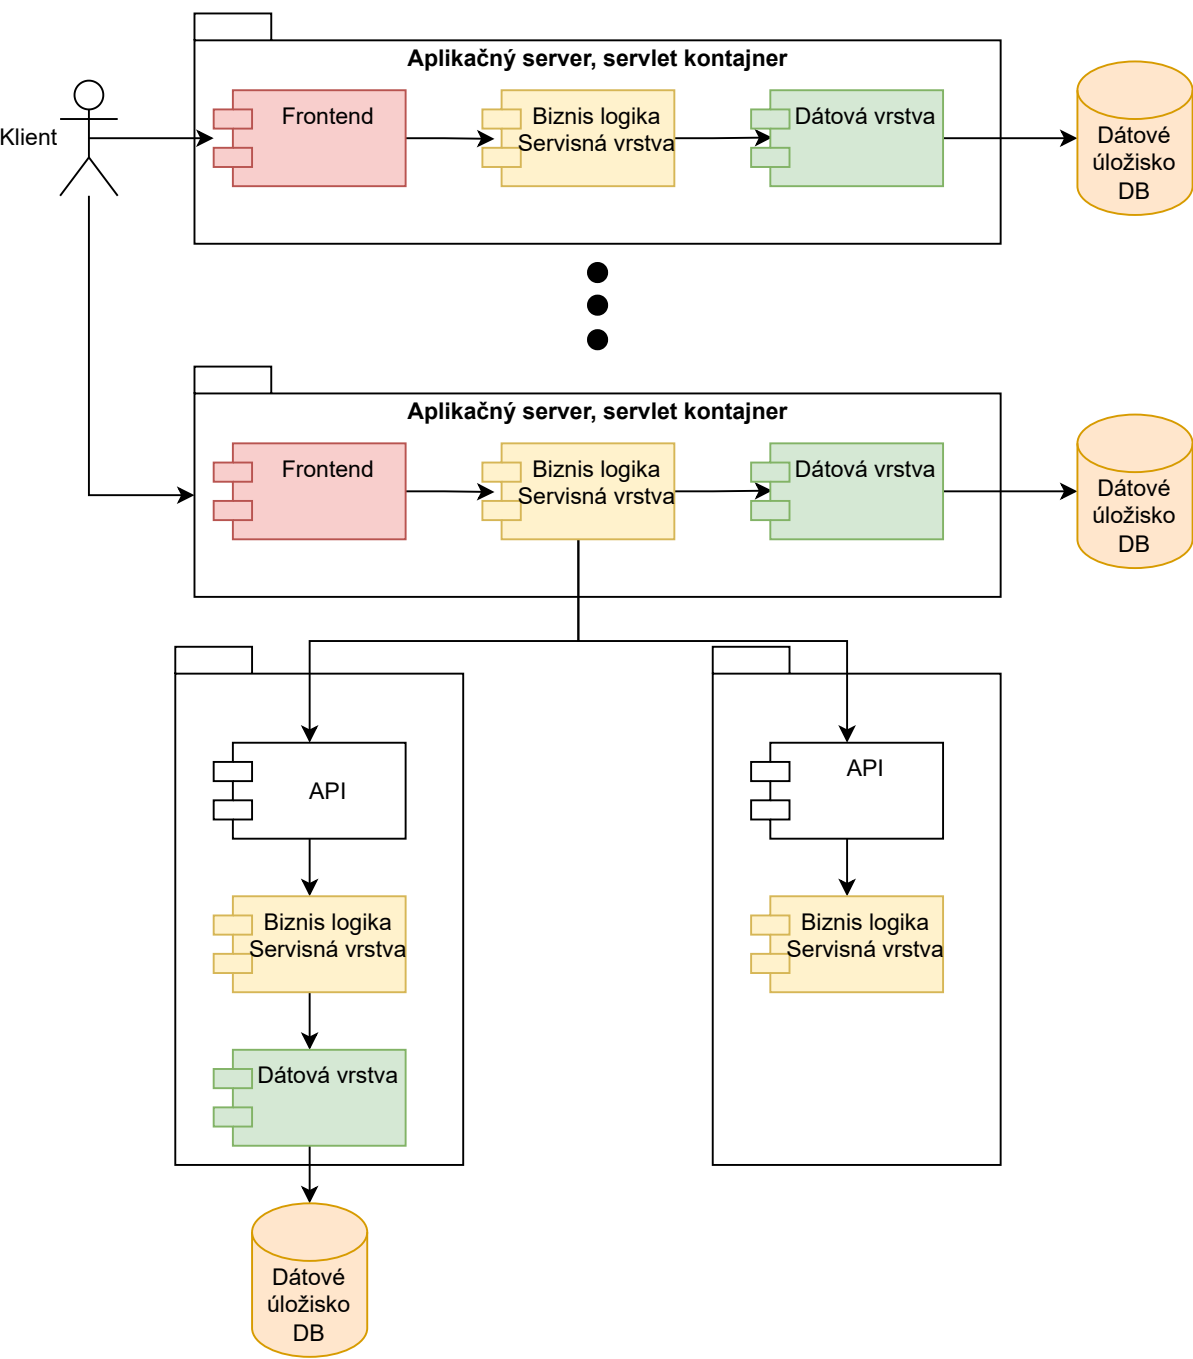 Aplikačný server, servlet kontajner
Klient
Frontend
Biznis logika
Servisná vrstva
Dátová vrstva
Dátové
úložisko
DB
Aplikačný server, servlet kontajner
Frontend
Biznis logika
Servisná vrstva
Dátová vrstva
Dátové
úložisko
DB
API
API
Biznis logika
Servisná vrstva
Biznis logika
Servisná vrstva
Dátová vrstva
Dátové
úložisko
DB